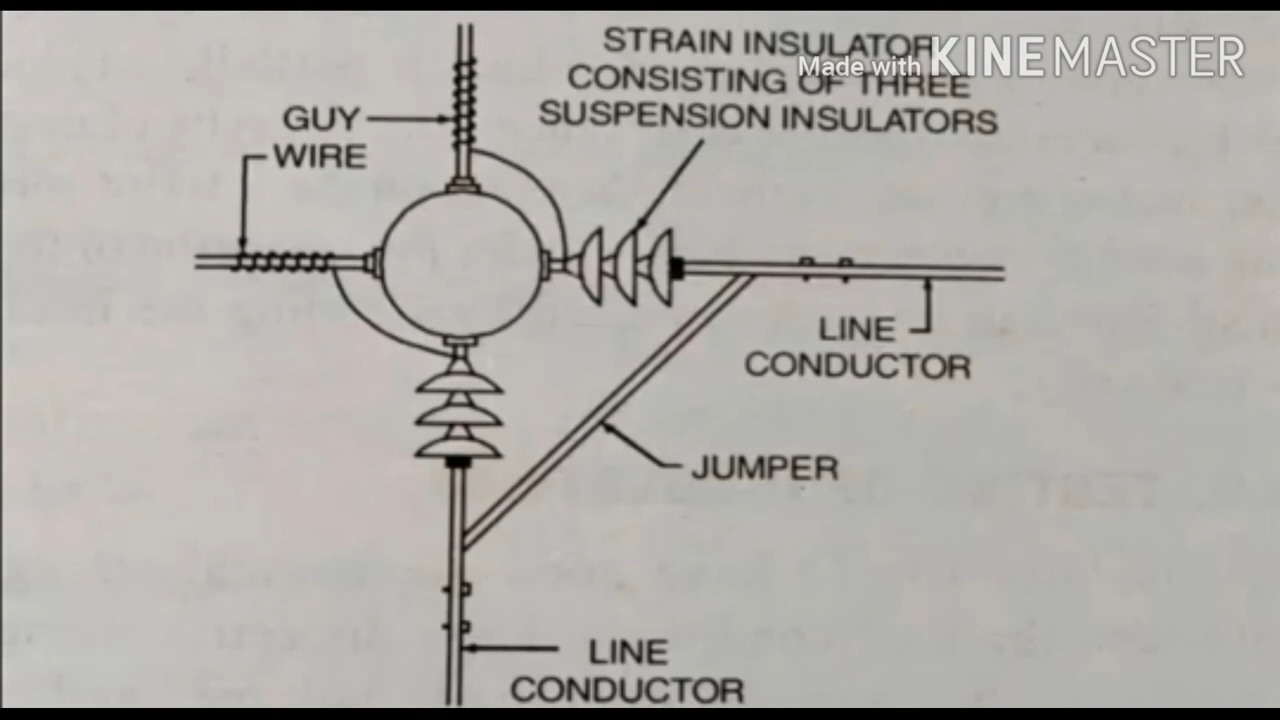 STRAIN INSULATOR
CONSISTING OF THREE
SUSPENSION INSULATORS
Made with KINEMASTER
GUY
WIRE
LINE
CONDUCTOR
JUMPER
LINE
CONDUCTOR